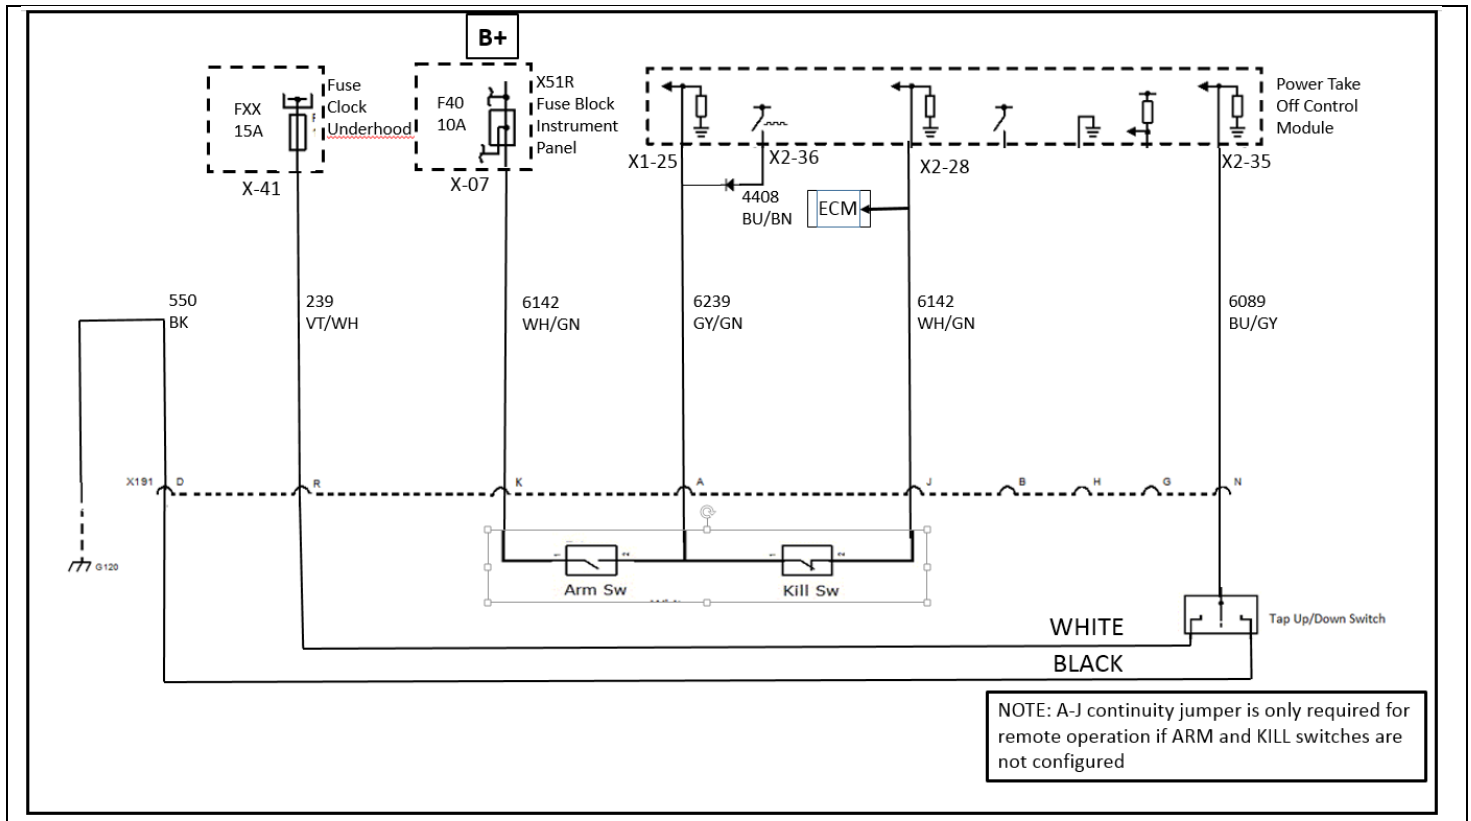 B+
FXX
15A
Fuse
Clock
Underhood
X-41
F40
10A
X51R
Fuse Block
Instrument
Panel
X-07
Power Take
Off Control
Module
X1-25
X2-36
X2-28
X2-35
4408
BU/BN
ECM
550
BK
239
VT/WH
6142
WH/GN
6239
GY/GN
6142
WH/GN
6089
BU/GY
X191 D R K A J B H G N
G120
1 2
Arm Sw
1 2
Kill Sw
Tap Up/Down Switch
WHITE
BLACK
NOTE: A-J continuity jumper is only required for
remote operation if ARM and KILL switches are
not configured